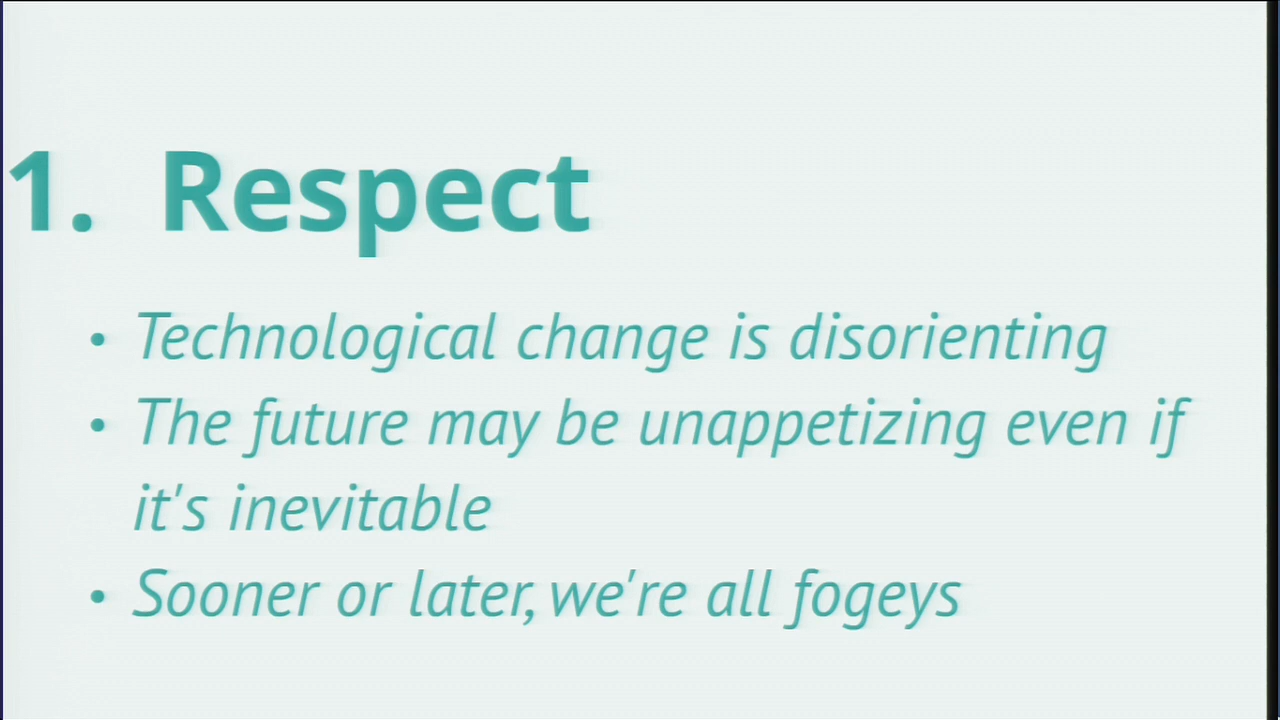 1. Respect
• Technological change is disorienting
• The future may be unappetizing even if
it's inevitable
• Sooner or later, we're all fogeys